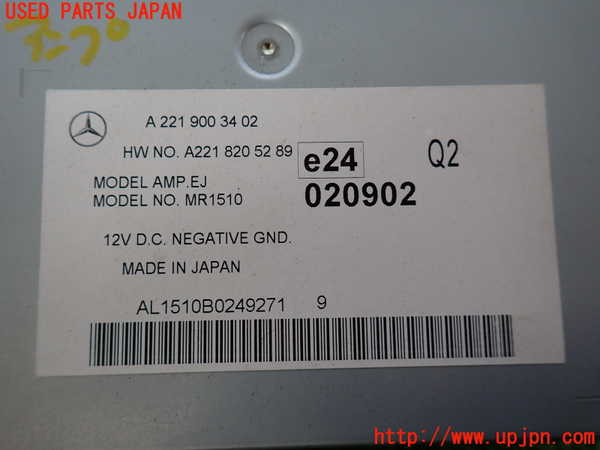 USED PARTS JAPAN
A 221 900 34 02
HW NO. A221 820 52 89
e24
Q2
MODEL AMP.EJ
MODEL NO. MR1510
020902
12V D.C. NEGATIVE GND.
MADE IN JAPAN
AL1510B0249271 9
http://www.upjpn.com/